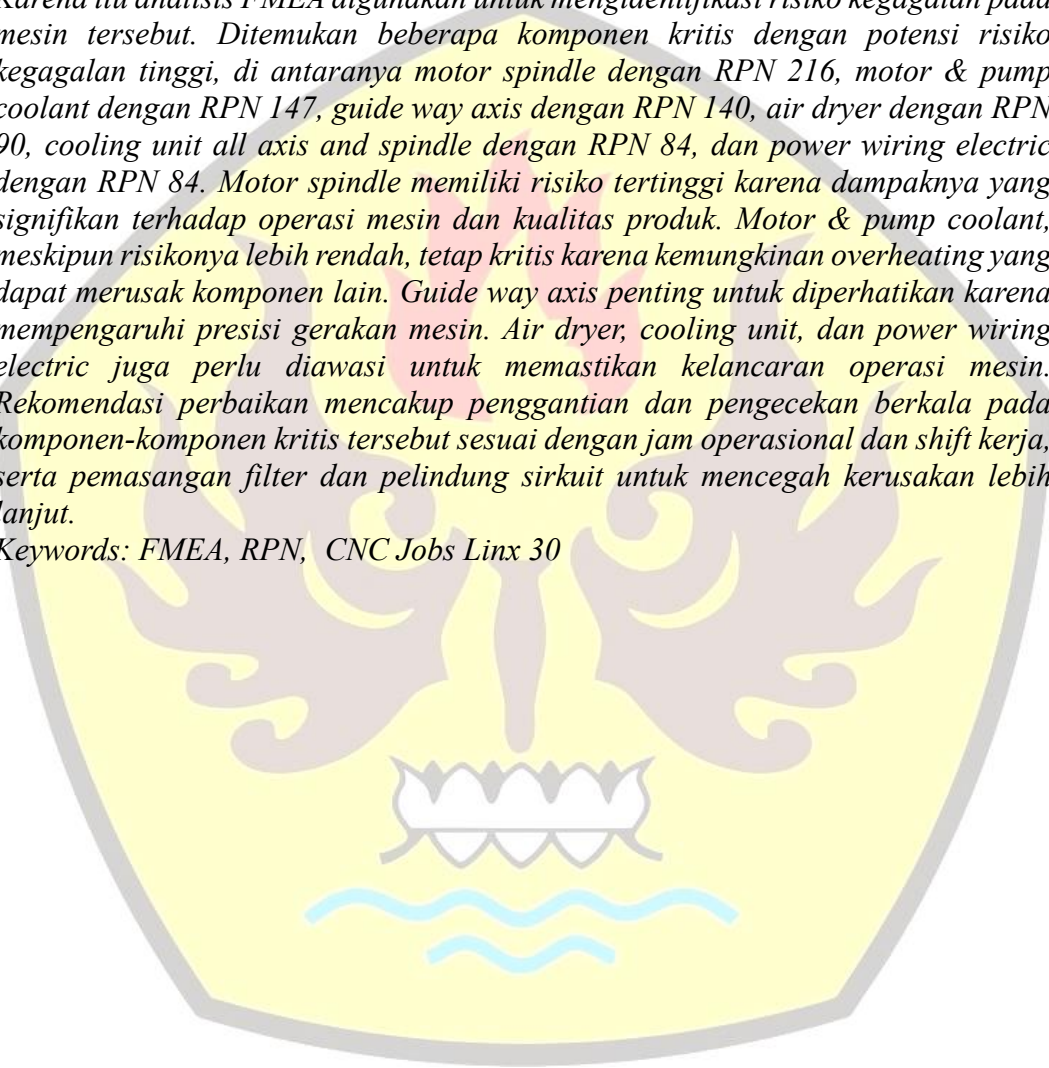 Karena itu analisis FMEA digunakan untuk mengidentifikasi risiko kegagalan pada
mesin tersebut. Ditemukan beberapa komponen kritis dengan potensi risiko
kegagalan tinggi, di antaranya motor spindle dengan RPN 216, motor & pump
coolant dengan RPN 147, guide way axis dengan RPN 140, air dryer dengan RPN
90, cooling unit all axis and spindle dengan RPN 84, dan power wiring electric
dengan RPN 84. Motor spindle memiliki risiko tertinggi karena dampaknya yang
signifikan terhadap operasi mesin dan kualitas produk. Motor & pump coolant,
meskipun risikonya lebih rendah, tetap kritis karena kemungkinan overheating yang
dapat merusak komponen lain. Guide way axis penting untuk diperhatikan karena
mempengaruhi presisi gerakan mesin. Air dryer, cooling unit, dan power wiring
electric juga perlu diawasi untuk memastikan kelancaran operasi mesin.
Rekomendasi perbaikan mencakup penggantian dan pengecekan berkala pada
komponen-komponen kritis tersebut sesuai dengan jam operasional dan shift kerja,
serta pemasangan filter dan pelindung sirkuit untuk mencegah kerusakan lebih
lanjut.
Keywords: FMEA, RPN, CNC Jobs Linx 30